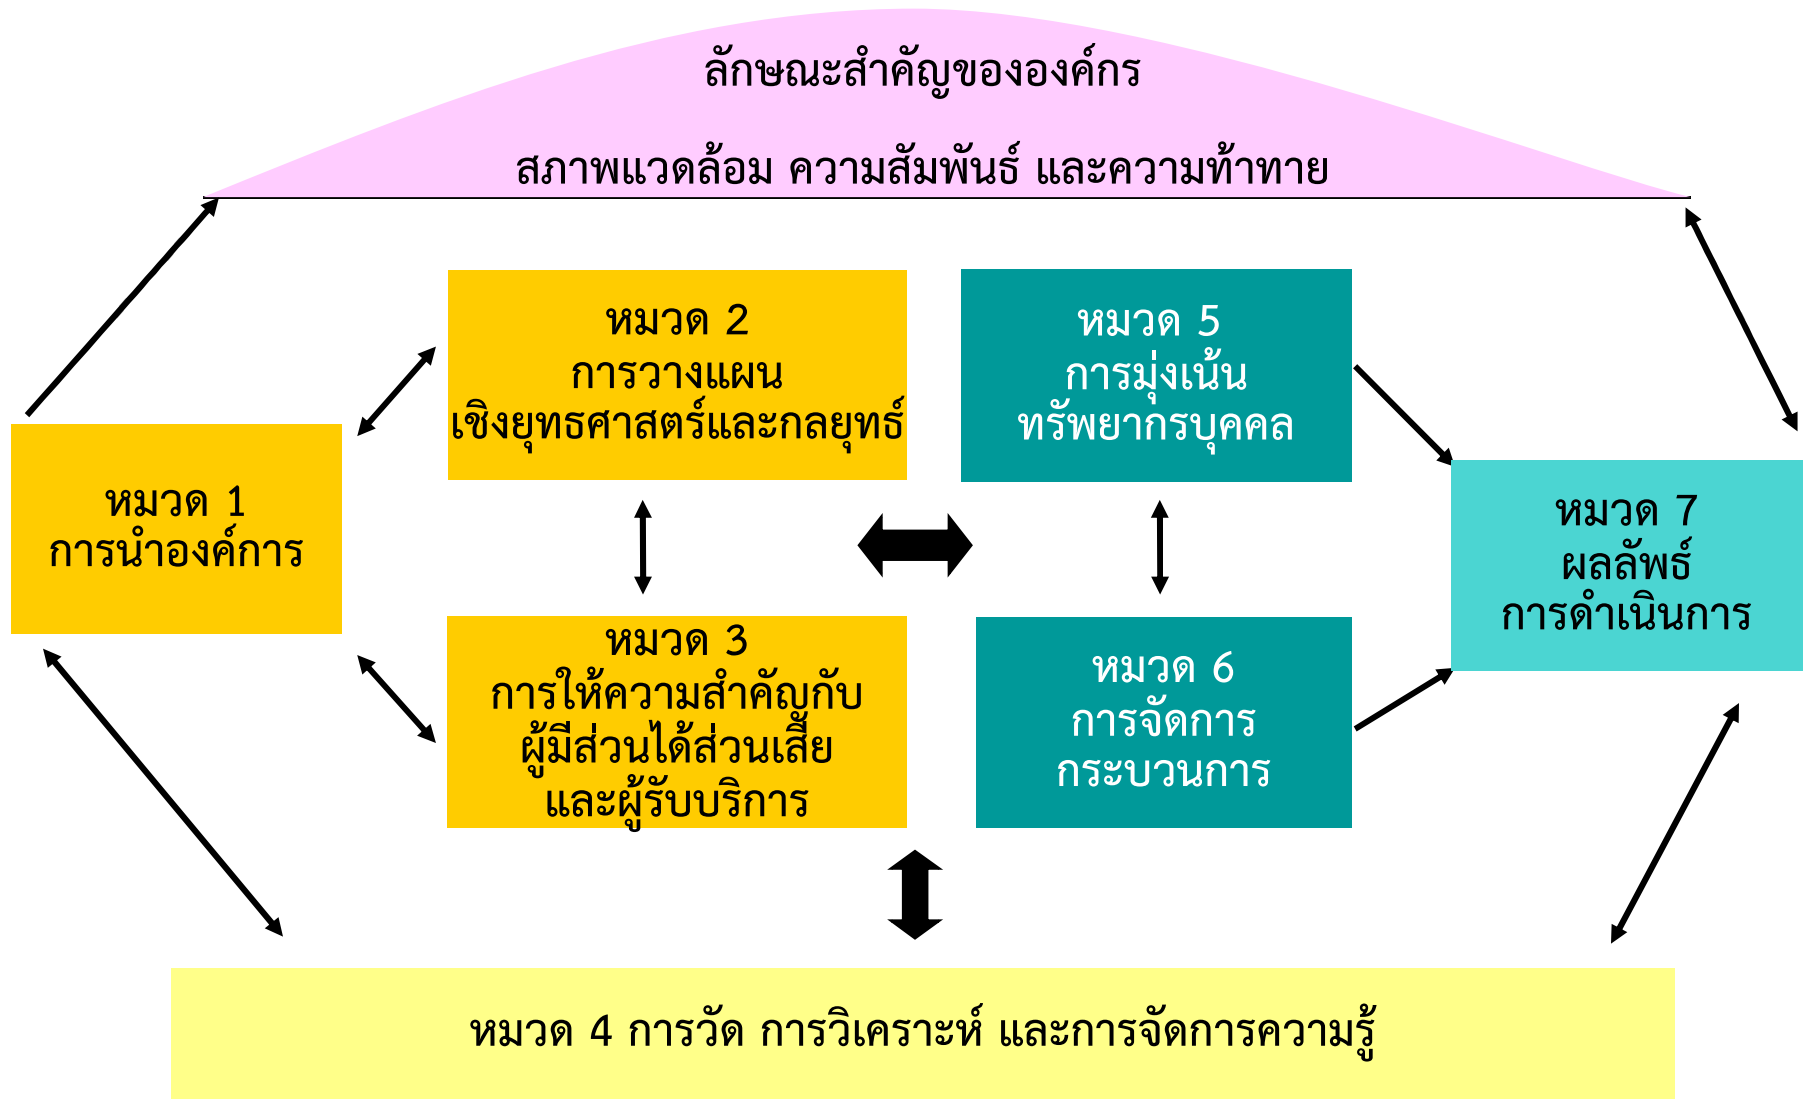 ลักษณะสำคัญขององค์กร
สภาพแวดล้อม ความสัมพันธ์ และความท้าทาย
หมวด 2
การวางแผน
เชิงยุทธศาสตร์และกลยุทธ์
หมวด 5
การมุ่งเน้น
ทรัพยากรบุคคล
หมวด 1
การนำองค์การ
หมวด 7
ผลลัพธ์
การดำเนินการ
หมวด 3
การให้ความสำคัญกับ
ผู้มีส่วนได้ส่วนเสีย
และผู้รับบริการ
หมวด 6
การจัดการ
กระบวนการ
หมวด 4 การวัด การวิเคราะห์ และการจัดการความรู้